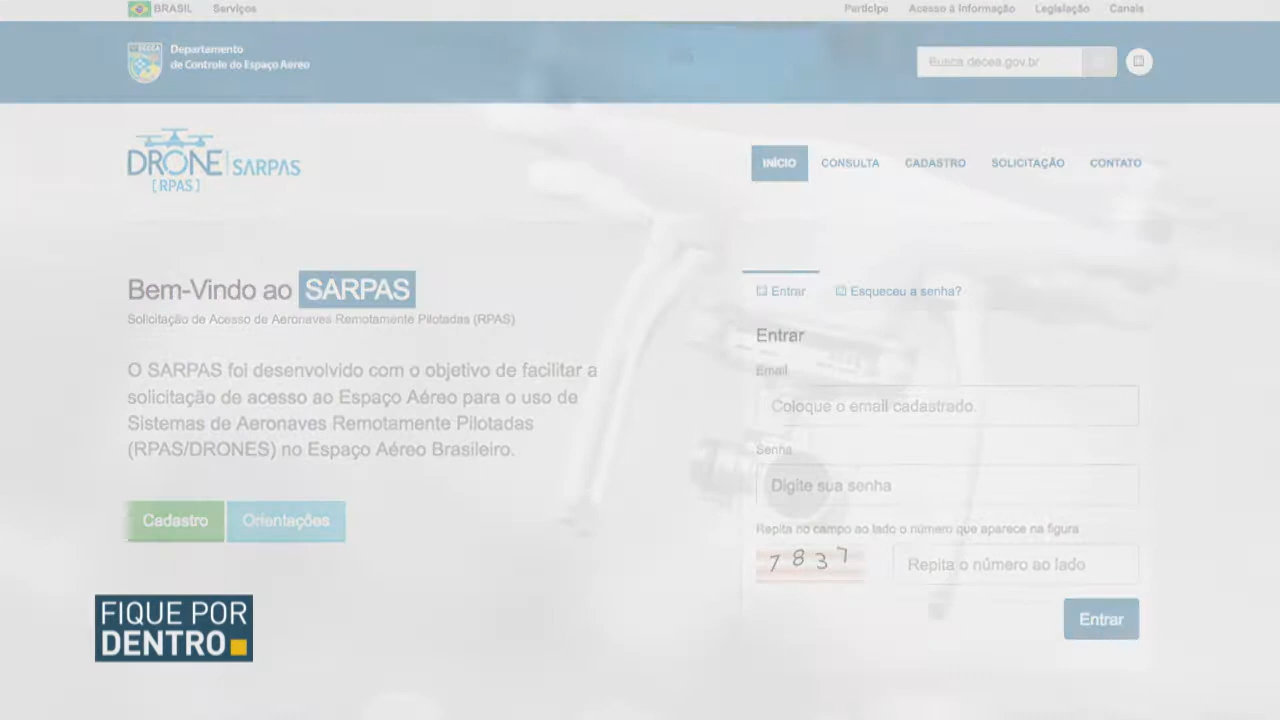 BRASIL Serviços Participe Acesso à Informação Legislação Canais
Departamento
de Controle do Espaço Aéreo
Busca decea.gov.br
DRONE SARPAS
[RPAS]
INÍCIO CONSULTA CADASTRO SOLICITAÇÃO CONTATO
Bem-Vindo ao SARPAS
Solicitação de Acesso de Aeronaves Remotamente Pilotadas (RPAS)
O SARPAS foi desenvolvido com o objetivo de facilitar a
solicitação de acesso ao Espaço Aéreo para o uso de
Sistemas de Aeronaves Remotamente Pilotadas
(RPAS/DRONES) no Espaço Aéreo Brasileiro.
Cadastro Orientações
Entrar Esqueceu a senha?
Entrar
Email
Coloque o email cadastrado.
Senha
Digite sua senha
Repita no campo ao lado o número que aparece na figura
7 8 3 7
Repita o número ao lado
Entrar
FIQUE POR
DENTRO